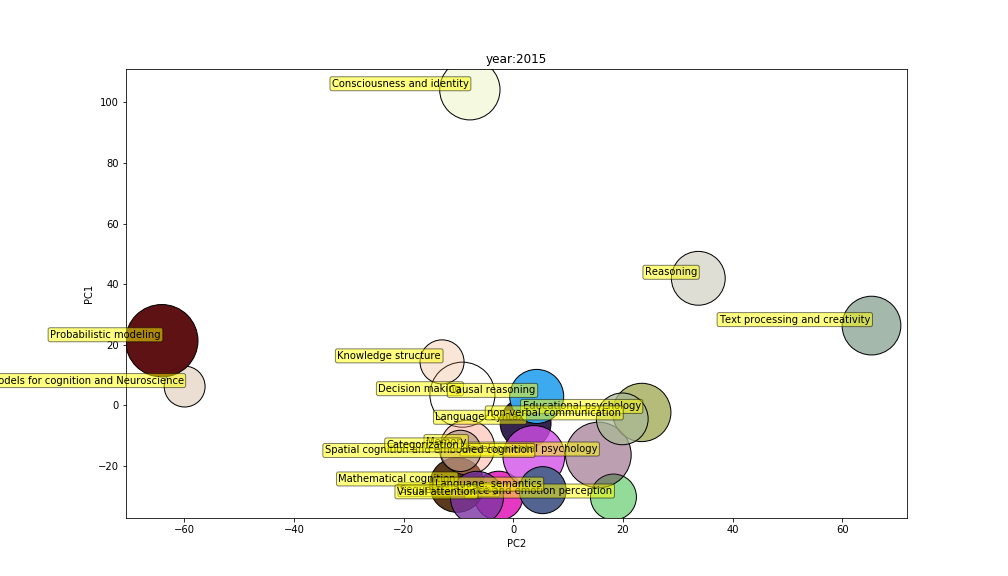 year:2015
Consciousness and identity
100
80
60
PC1
40
Reasoning
Text processing and creativity
Probabilistic modeling
20
Knowledge structure
for cognition and Neuroscience
Decision making
Causal reasoning
0
Educational psychology
non-verbal communication
Language:
Memory
Categorization
psychology
Spatial cognition and embodied cognition
−20
Mathematical cognition
Language: semantics
Visual attention
and emotion perception
−60
−40
−20
0
20
40
60
PC2